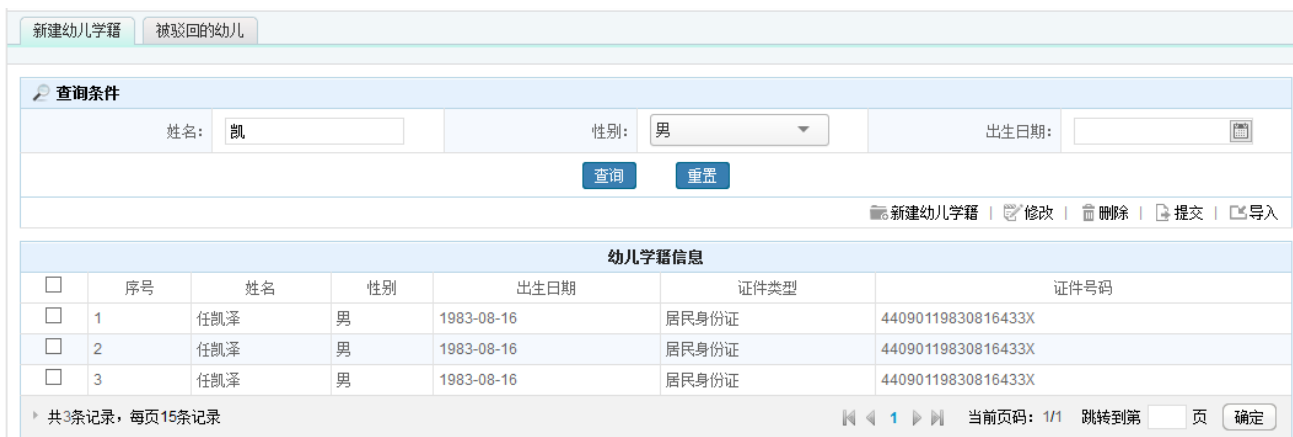 新建幼儿学籍 被驳回的幼儿
查询条件
姓名: 凯 性别: 男 出生日期:
查询 重置
新建幼儿学籍 | 修改 | 删除 | 提交 | 导入
幼儿学籍信息
序号 姓名 性别 出生日期 证件类型 证件号码
1 任凯泽 男 1983-08-16 居民身份证 44090119830816433X
2 任凯泽 男 1983-08-16 居民身份证 44090119830816433X
3 任凯泽 男 1983-08-16 居民身份证 44090119830816433X
共3条记录，每页15条记录 1 当前页码: 1/1 跳转到第 页 确定